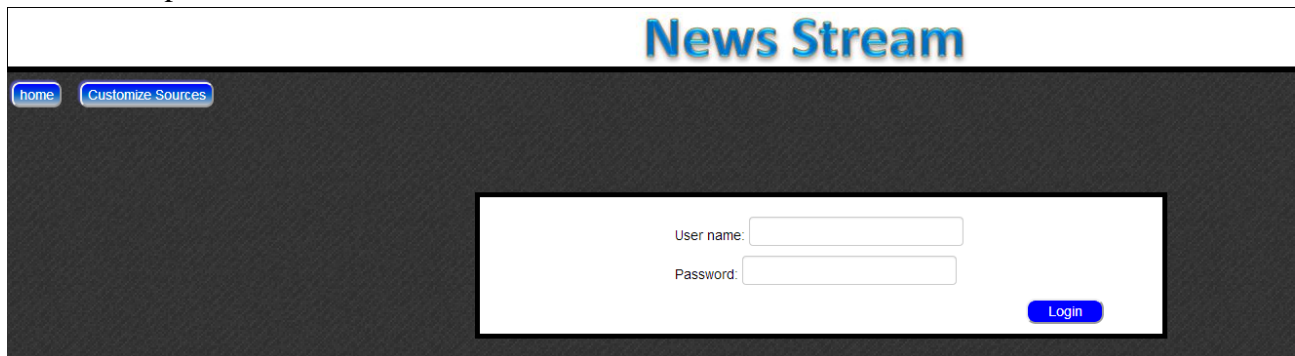 News Stream
home Customize Sources
User name:
Password:
Login